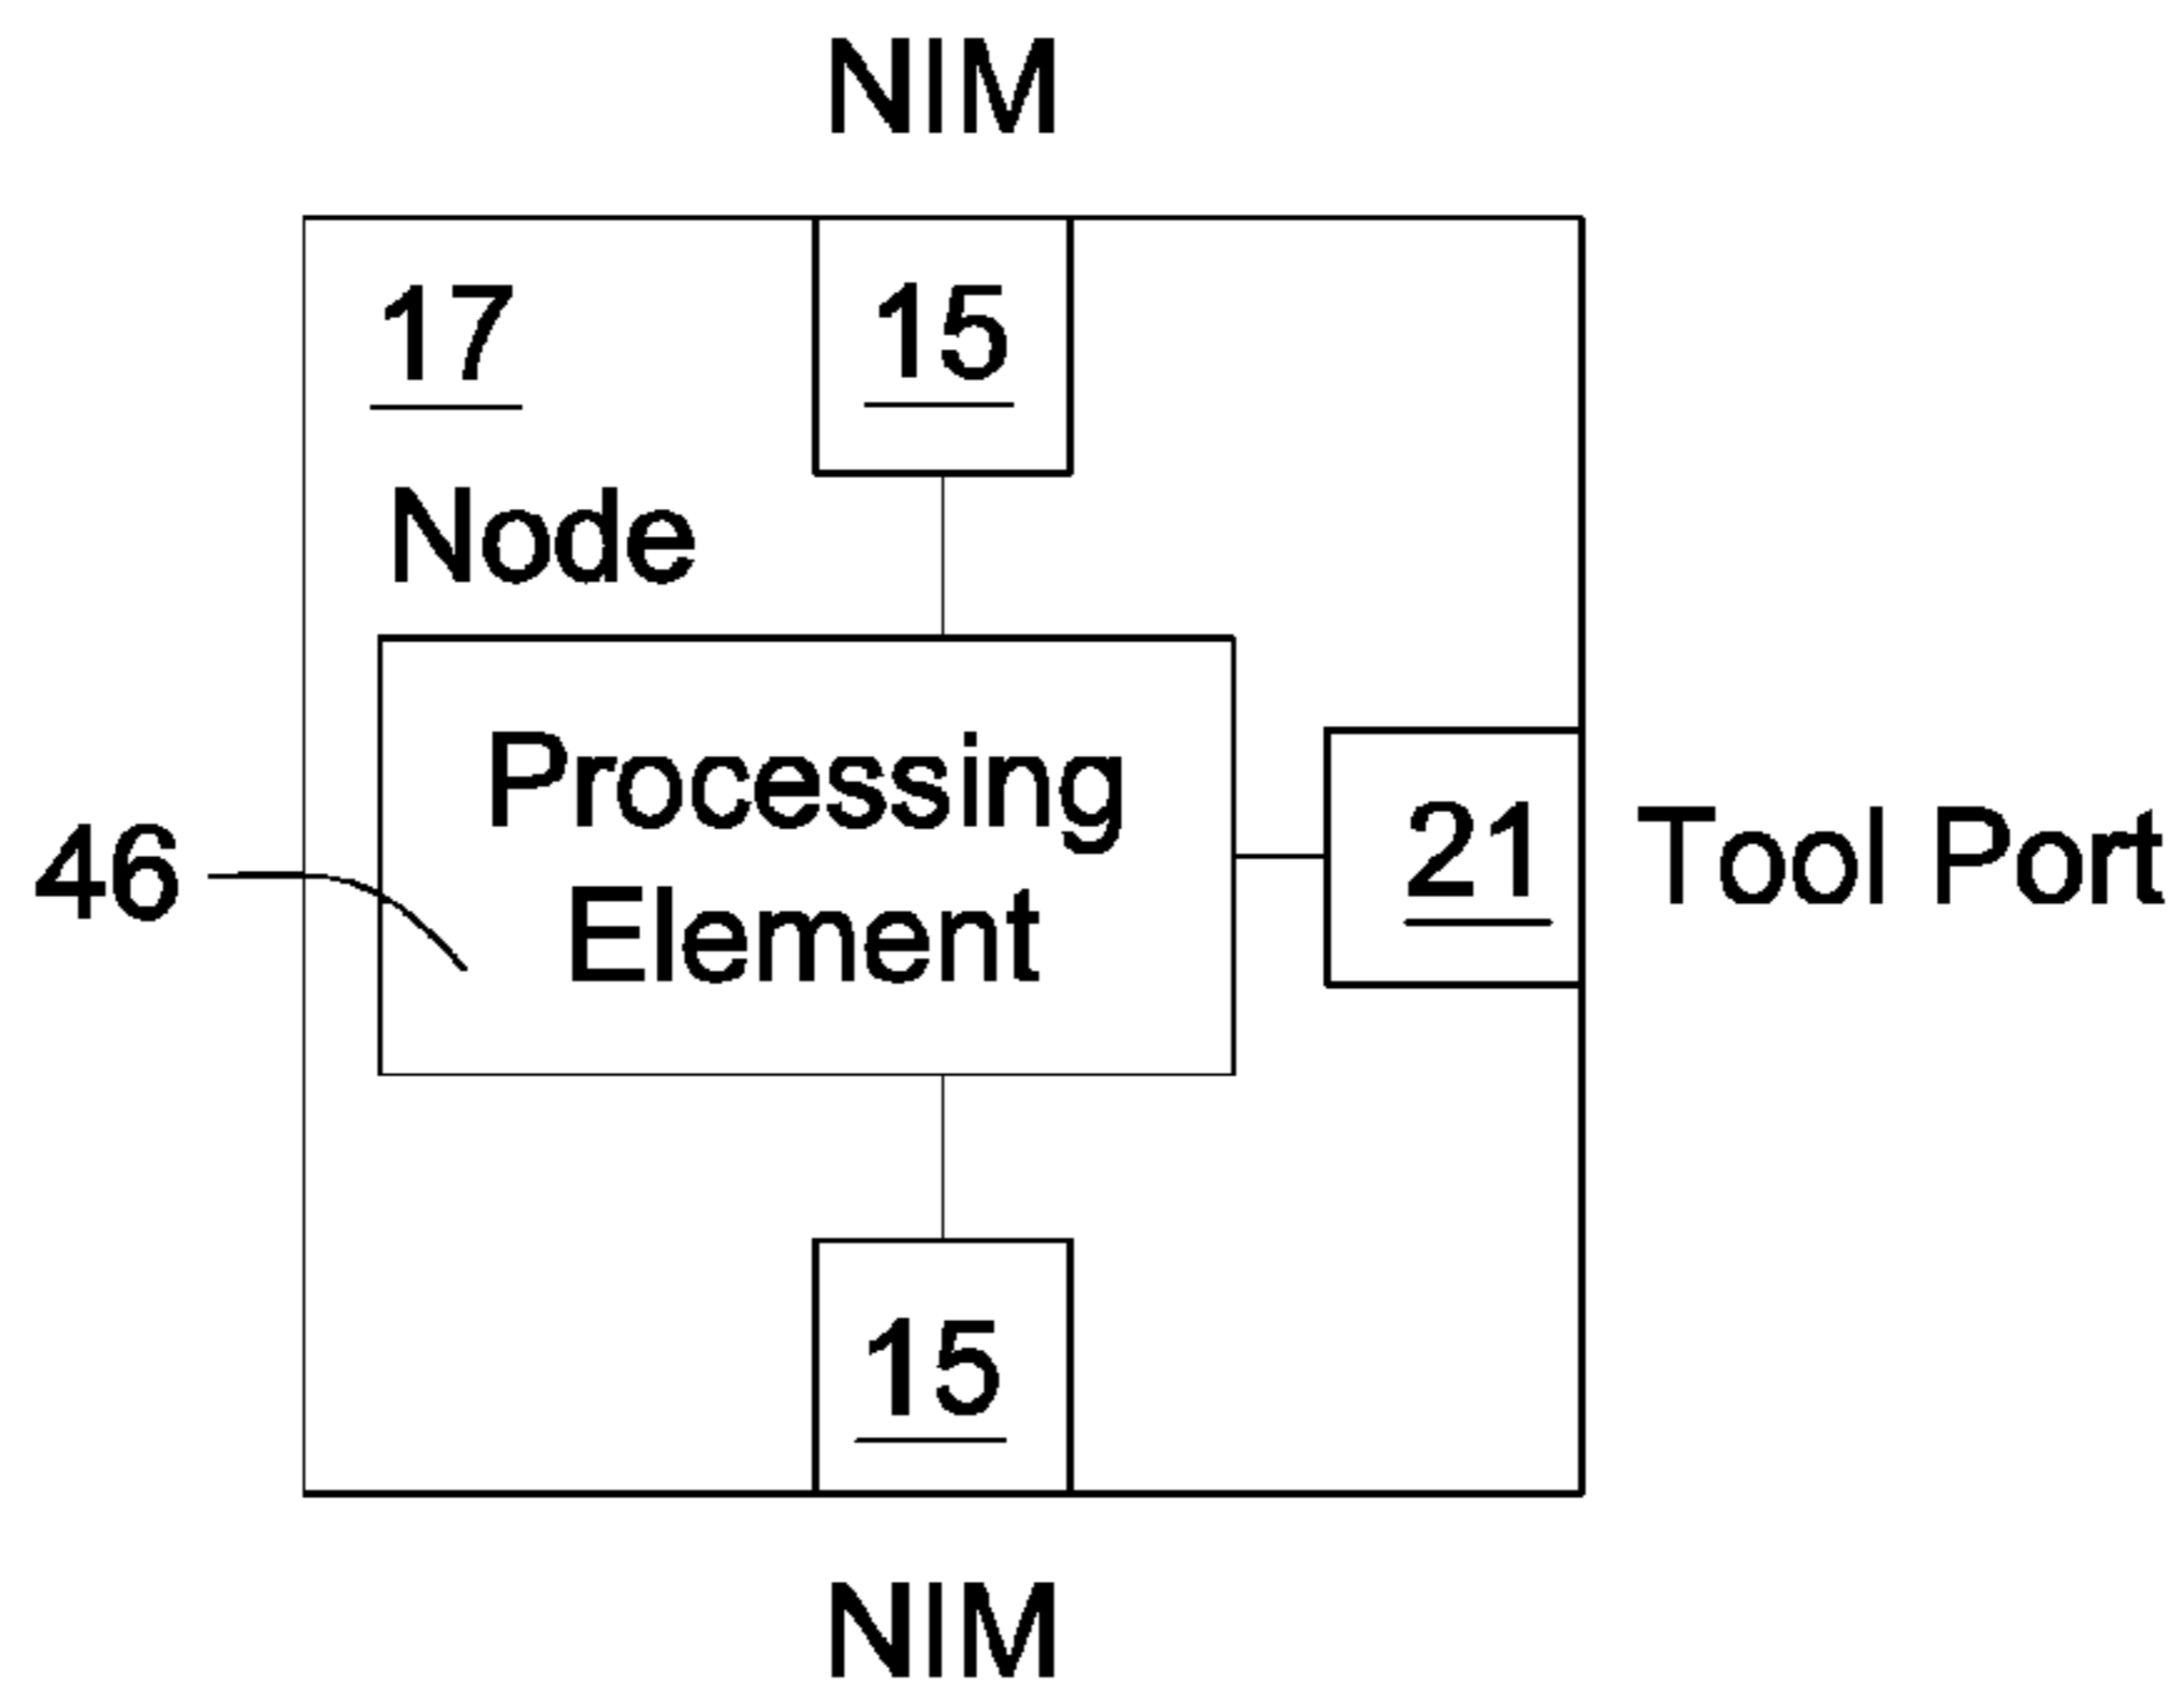 NIM
17
15
Node
Processing
Element
46
21
Tool Port
15
NIM